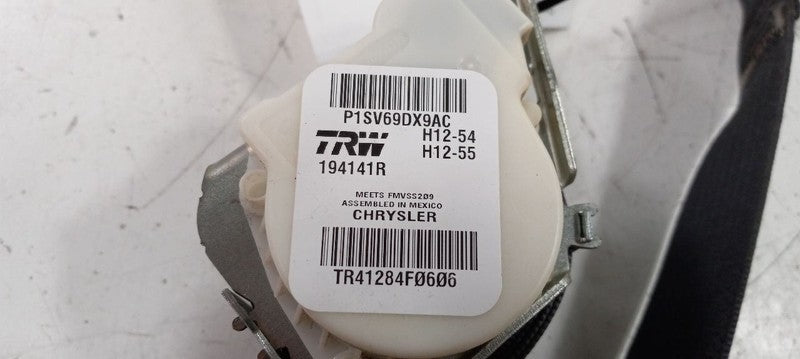 P1SV69DX9AC
TRW H12-54
H12-55
194141R
MEETS FMVSS209
ASSEMBLED IN MEXICO
CHRYSLER
TR41284F0606